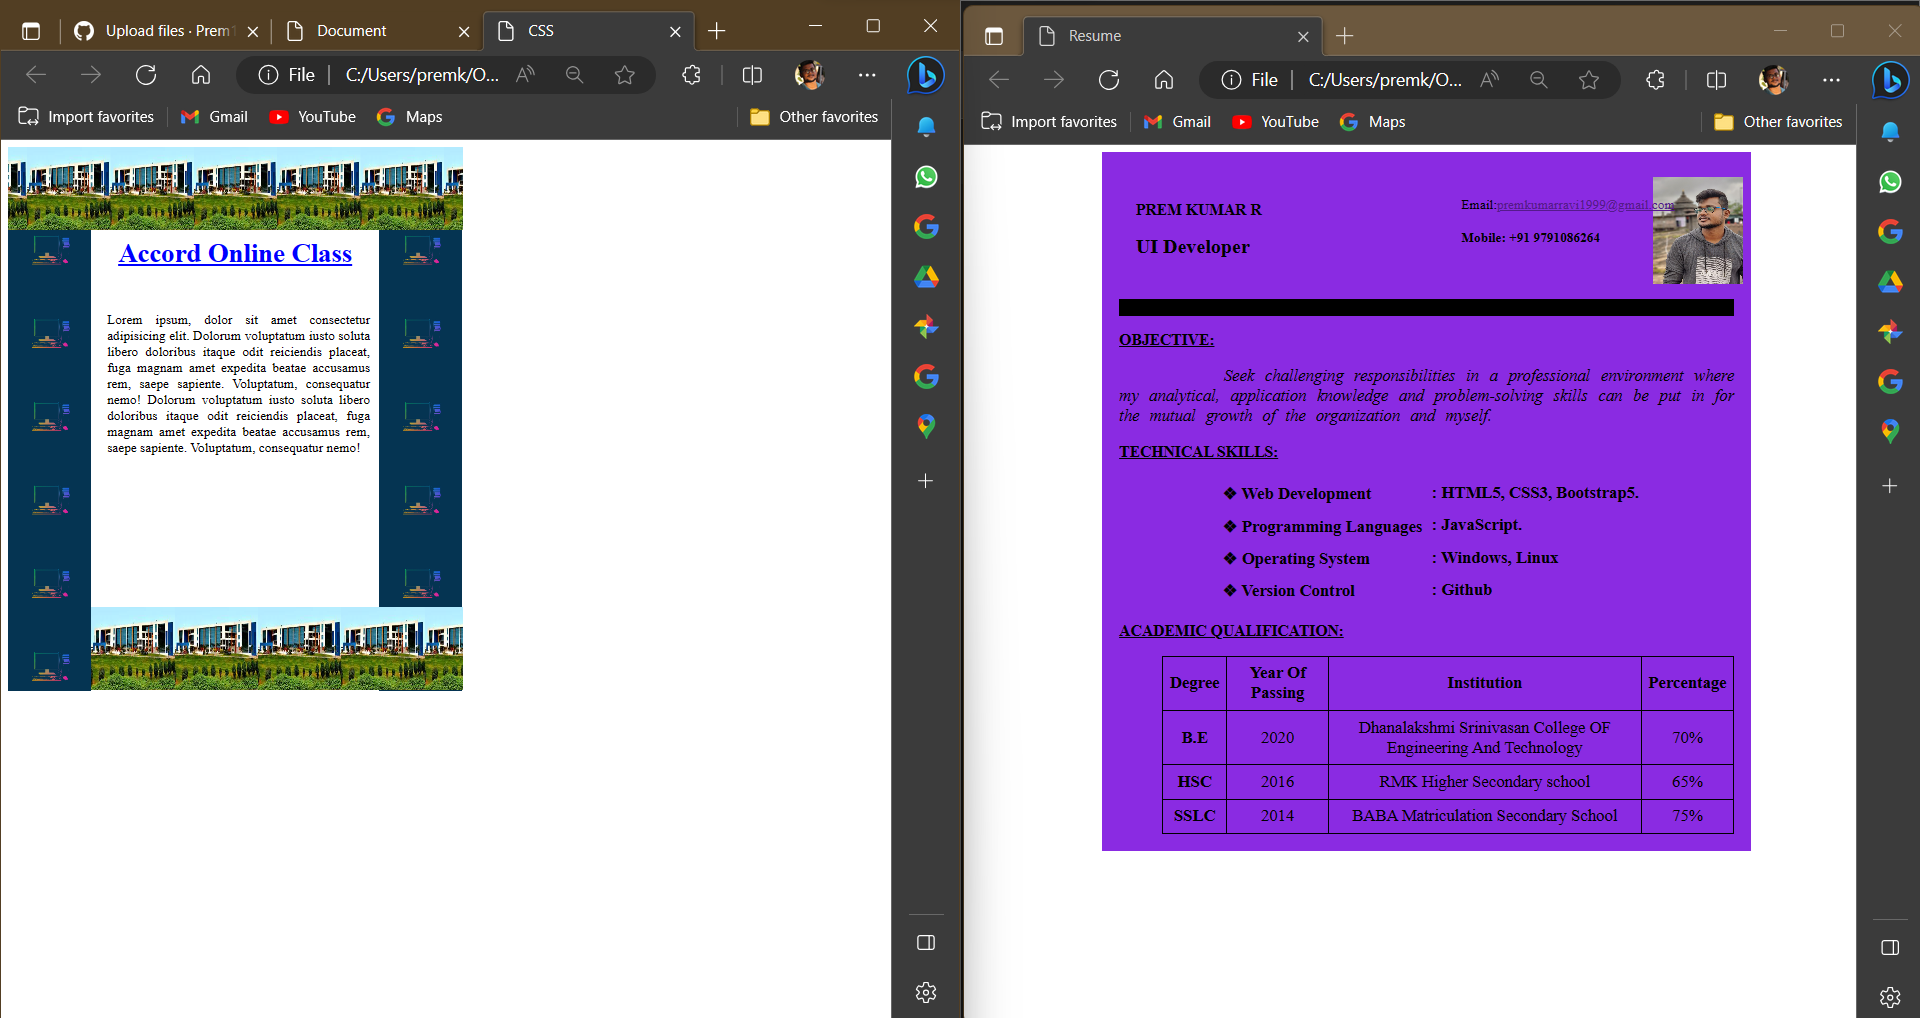 Upload files · Prem1
Document
CSS
File
C:/Users/premk/O...
Import favorites
Gmail
YouTube
Maps
Other favorites
Accord Online Class
Lorem ipsum, dolor sit amet consectetur
adipisicing elit. Dolorum voluptatum iusto soluta
libero doloribus itaque odit reiciendis placeat,
fuga magnam amet expedita beatae accusamus
rem, saepe sapiente. Voluptatum, consequatur
nemo! Dolorum voluptatum iusto soluta libero
doloribus itaque odit reiciendis placeat, fuga
magnam amet expedita beatae accusamus rem,
saepe sapiente. Voluptatum, consequatur nemo!
Resume
File
C:/Users/premk/O...
Import favorites
Gmail
YouTube
Maps
Other favorites
PREM KUMAR R
UI Developer
Email:premkumarravi1999@gmail.com
Mobile: +91 9791086264
OBJECTIVE:
Seek challenging responsibilities in a professional environment where
my analytical, application knowledge and problem-solving skills can be put in for
the mutual growth of the organization and myself.
TECHNICAL SKILLS:
❖ Web Development : HTML5, CSS3, Bootstrap5.
❖ Programming Languages : JavaScript.
❖ Operating System : Windows, Linux
❖ Version Control : Github
ACADEMIC QUALIFICATION:
Degree Year Of Passing Institution Percentage
B.E 2020 Dhanalakshmi Srinivasan College OF Engineering And Technology 70%
HSC 2016 RMK Higher Secondary school 65%
SSLC 2014 BABA Matriculation Secondary School 75%